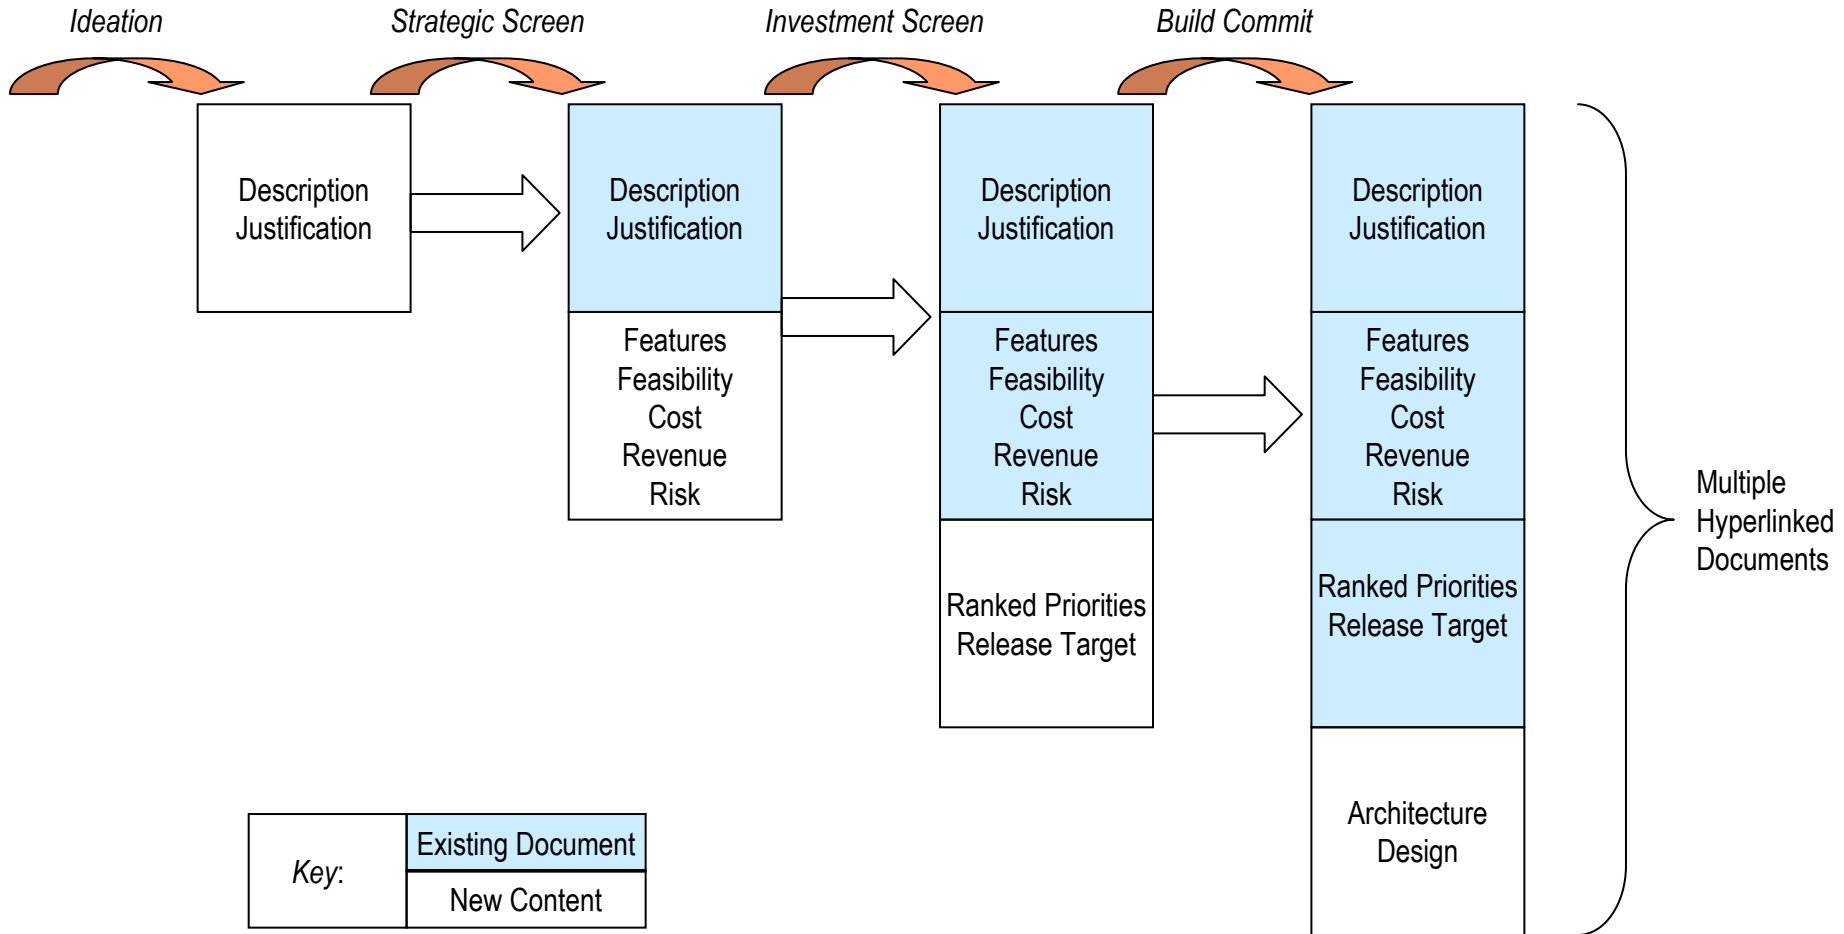 Ideation
Strategic Screen
Investment Screen
Build Commit
Description
Justification
Description
Justification
Features
Feasibility
Cost
Revenue
Risk
Description
Justification
Features
Feasibility
Cost
Revenue
Risk
Ranked Priorities
Release Target
Description
Justification
Features
Feasibility
Cost
Revenue
Risk
Ranked Priorities
Release Target
Architecture
Design
Multiple
Hyperlinked
Documents
Key:
Existing Document
New Content